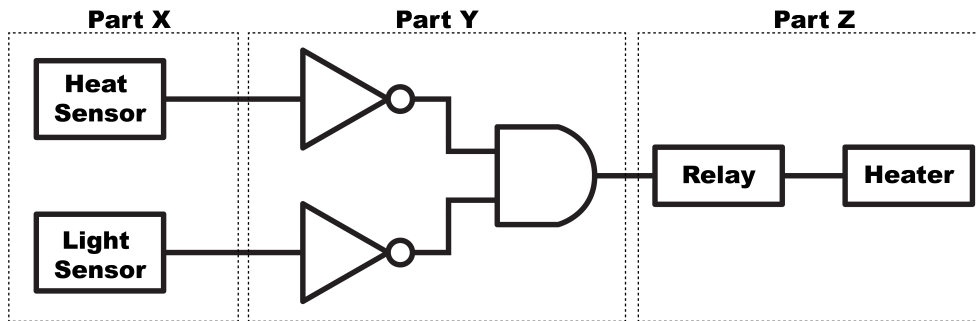 Part X Part Y Part Z
Heat
Sensor
Light
Sensor
Relay
Heater